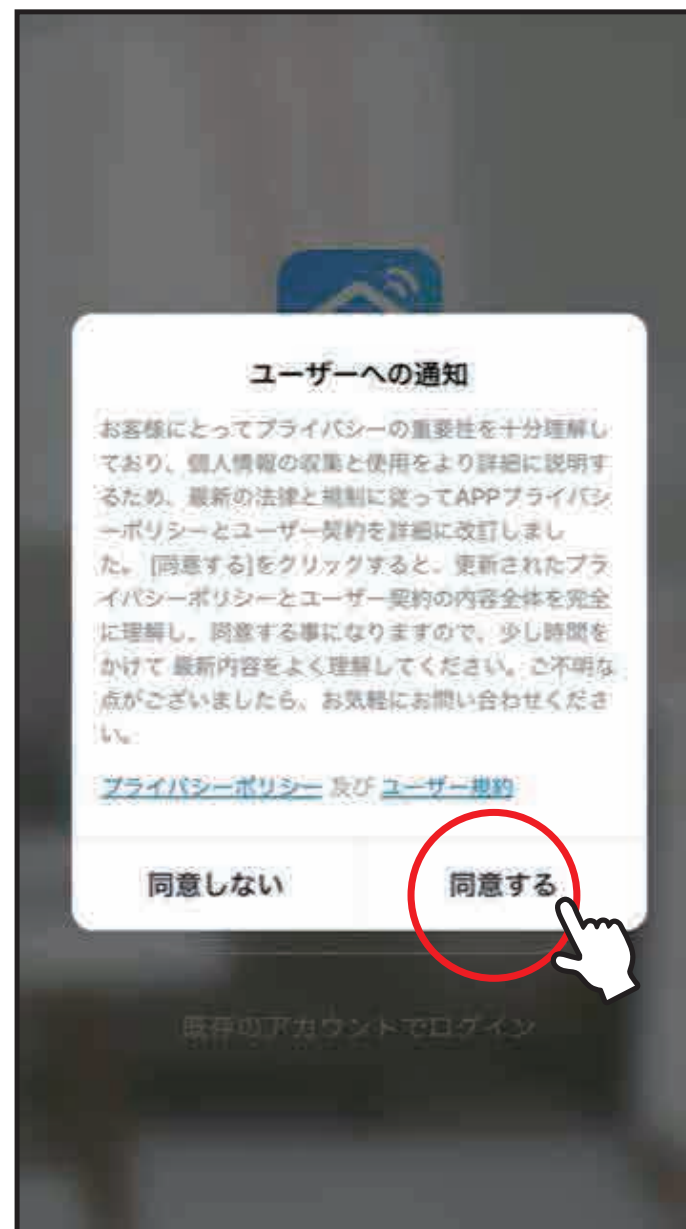 ユーザーへの通知
お客様にとってプライバシーの重要性を十分理解し
ており、個人情報の収集と使用をより詳細に説明す
るため、最新の法律と規制に従ってAPPプライバシ
ーポリシーとユーザー契約を詳細に改訂しまし
た。 [同意する]をクリックすると、更新されたプラ
イバシーポリシーとユーザー契約の内容全体を完全
に理解し、同意する事になりますので、少し時間を
かけて 最新内容をよく理解してください。ご不明な
点がございましたら、お気軽にお問い合わせくださ
い。
プライバシーポリシー 及び ユーザー規約
同意しない 同意する
既存のアカウントでログイン